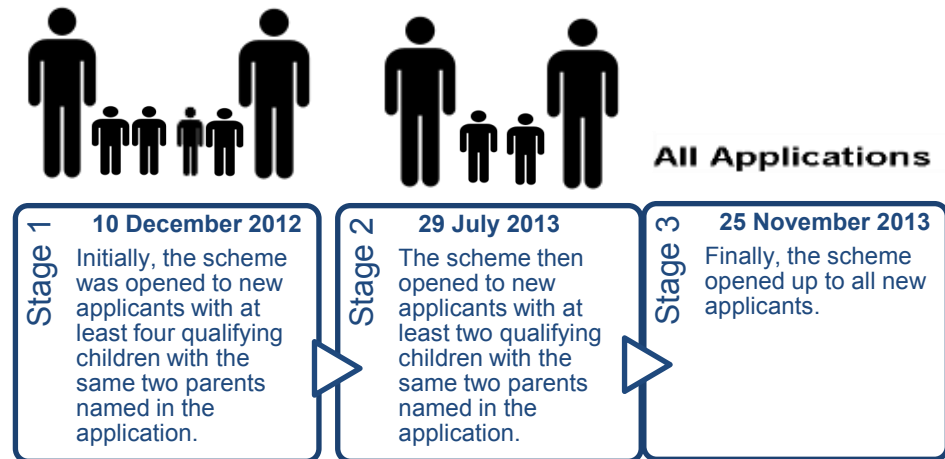 All Applications
Stage 1
10 December 2012
Initially, the scheme
was opened to new
applicants with at
least four qualifying
children with the
same two parents
named in the
application.
Stage 2
29 July 2013
The scheme then
opened to new
applicants with at
least two qualifying
children with the
same two parents
named in the
application.
Stage 3
25 November 2013
Finally, the scheme
opened up to all new
applicants.